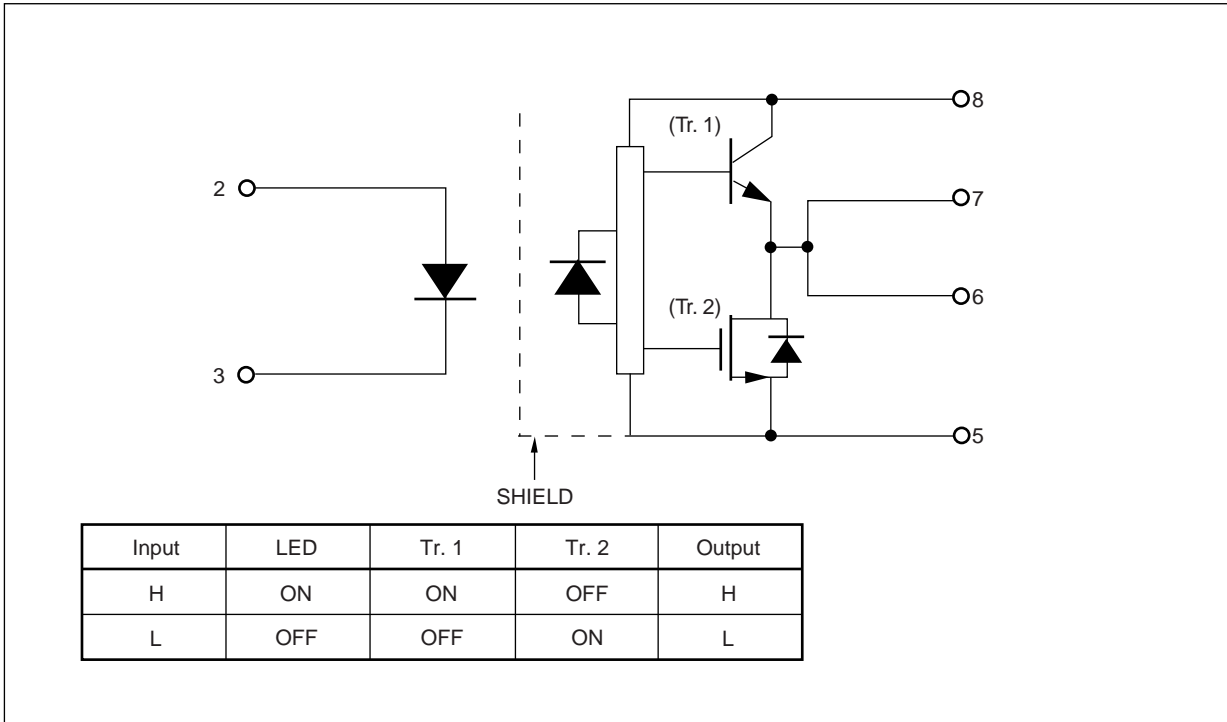 8
(Tr. 1)
2
7
6
(Tr. 2)
3
5
SHIELD
Input LED Tr. 1 Tr. 2 Output
H ON ON OFF H
L OFF OFF ON L